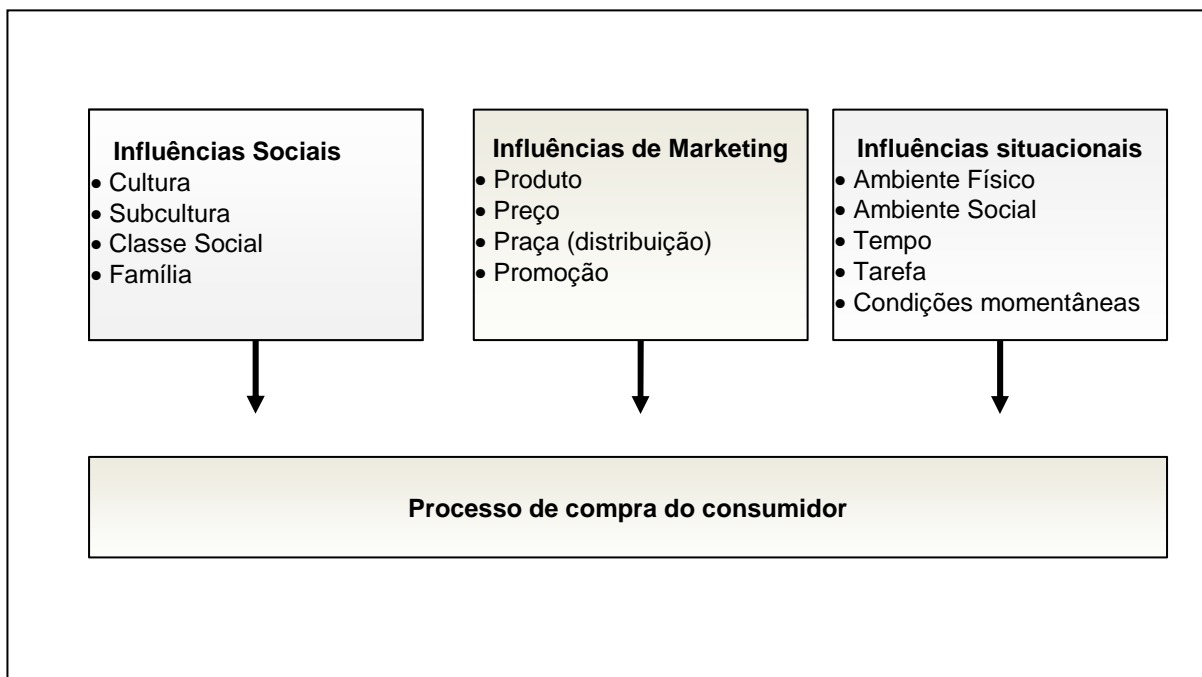 Influências Sociais
• Cultura
• Subcultura
• Classe Social
• Família
Influências de Marketing
• Produto
• Preço
• Praça (distribuição)
• Promoção
Influências situacionais
• Ambiente Físico
• Ambiente Social
• Tempo
• Tarefa
• Condições momentâneas
Processo de compra do consumidor